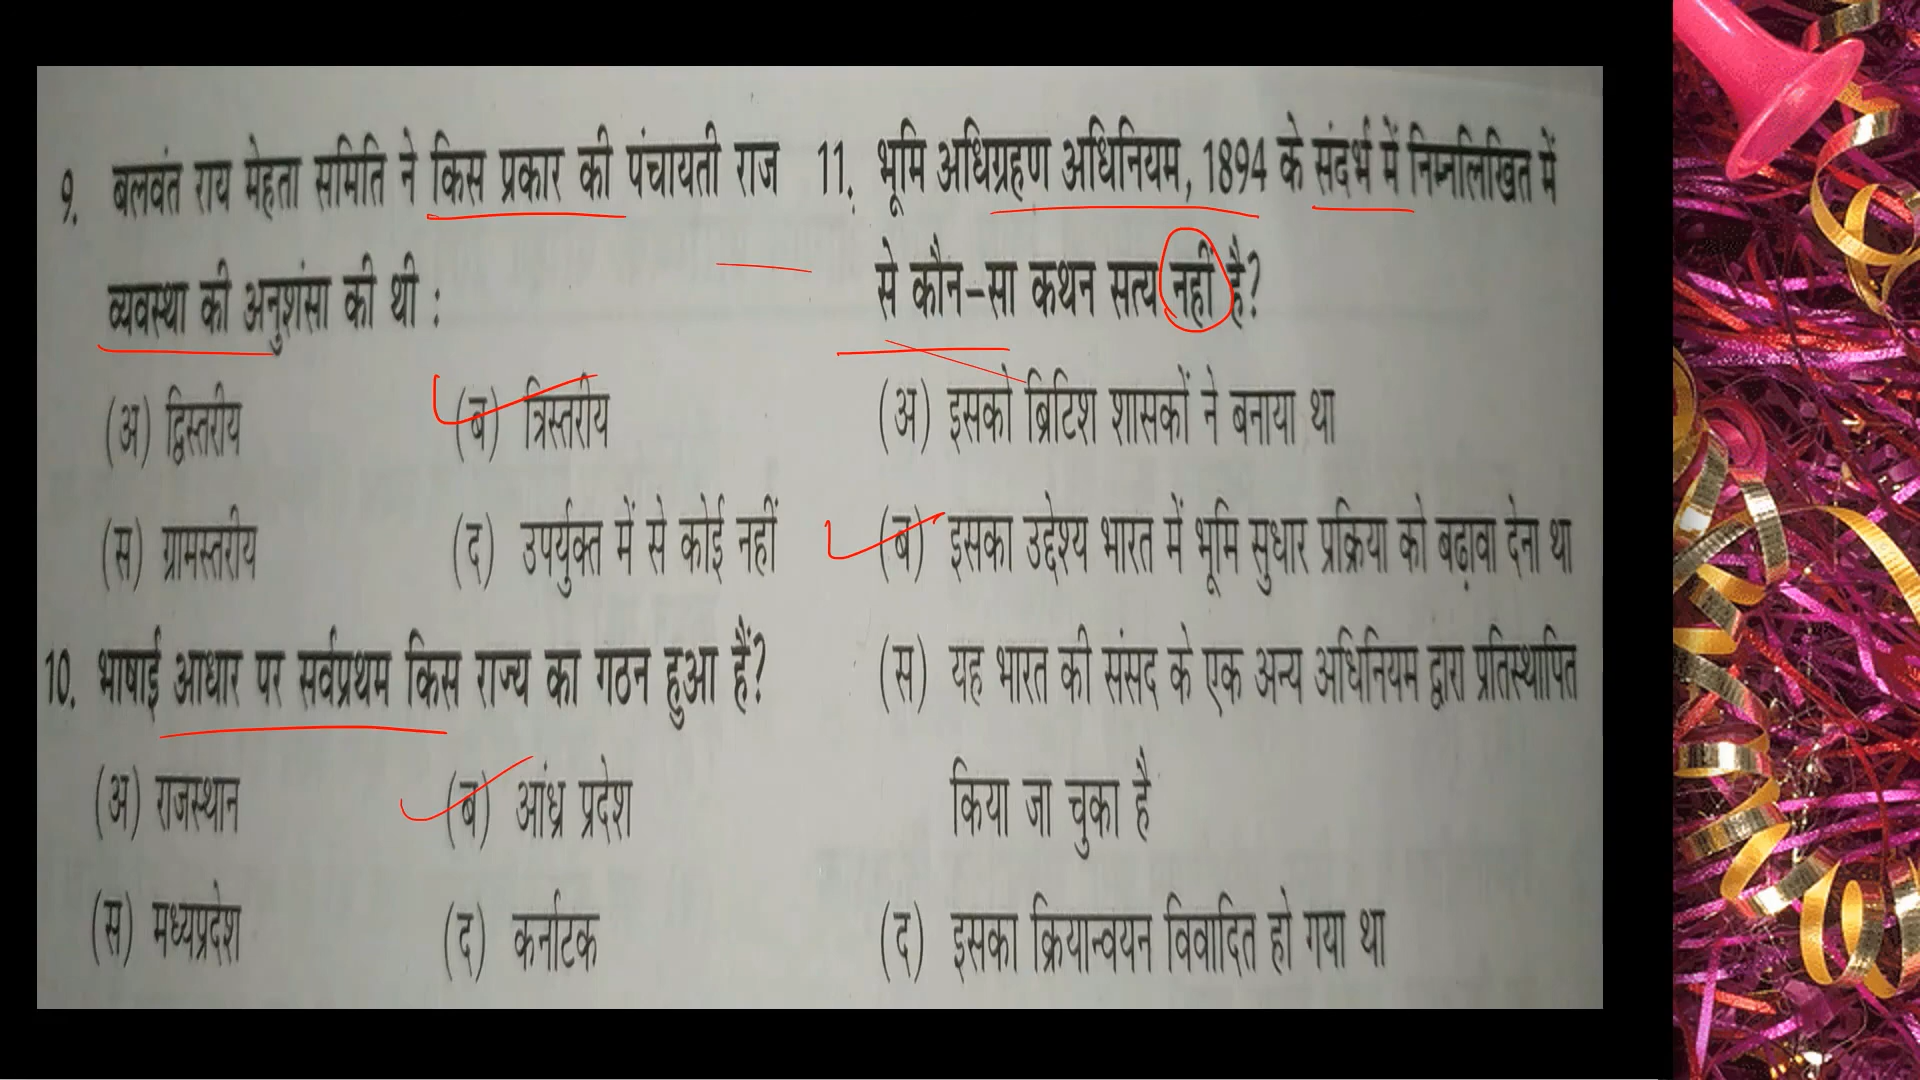 9. बलवंत राय मेहता समिति ने किस प्रकार की पंचायती राज
व्यवस्था की अनुशंसा की थी :
(अ) द्विस्तरीय (ब) त्रिस्तरीय
(स) ग्रामस्तरीय (द) उपर्युक्त में से कोई नहीं
10. भाषाई आधार पर सर्वप्रथम किस राज्य का गठन हुआ हैं?
(अ) राजस्थान (ब) आंध्र प्रदेश
(स) मध्यप्रदेश (द) कर्नाटक
11. भूमि अधिग्रहण अधिनियम, 1894 के संदर्भ में निम्नलिखित में
से कौन–सा कथन सत्य नहीं है?
(अ) इसको ब्रिटिश शासकों ने बनाया था
(ब) इसका उद्देश्य भारत में भूमि सुधार प्रक्रिया को बढ़ावा देना था
(स) यह भारत की संसद के एक अन्य अधिनियम द्वारा प्रतिस्थापित
किया जा चुका है
(द) इसका क्रियान्वयन विवादित हो गया था